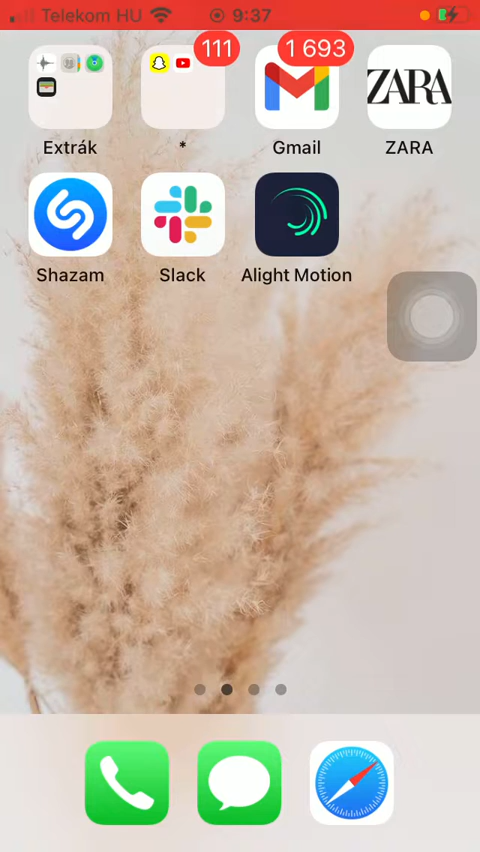 Telekom HU 9:37
111 1 693
ZARA
Extrák * Gmail ZARA
Shazam Slack Alight Motion